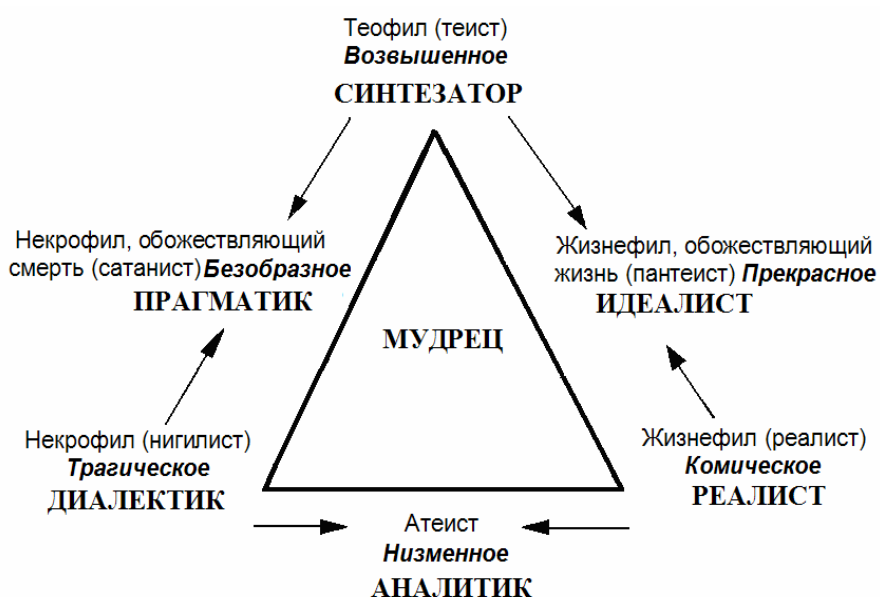 Теофил (теист)
Возвышенное
СИНТЕЗАТОР
Некрофил, обожествляющий
смерть (сатанист) Безобразное
ПРАГМАТИК
Жизнефил, обожествляющий
жизнь (пантеист) Прекрасное
ИДЕАЛИСТ
МУДРЕЦ
Некрофил (нигилист)
Трагическое
ДИАЛЕКТИК
Жизнефил (реалист)
Комическое
РЕАЛИСТ
Атеист
Низменное
АНАЛИТИК